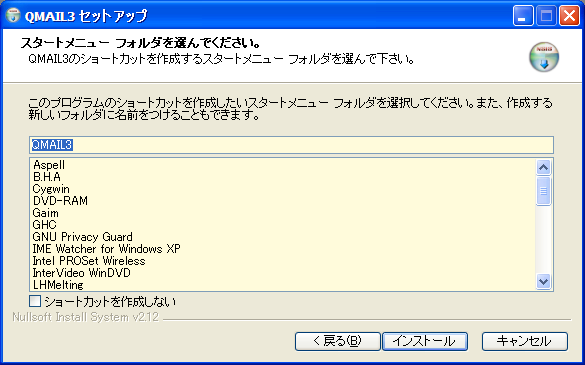 QMAIL3 セットアップ
スタートメニュー フォルダを選んでください。
QMAIL3のショートカットを作成するスタートメニュー フォルダを選んで下さい。
このプログラムのショートカットを作成したいスタートメニュー フォルダを選択してください。また、作成する
新しいフォルダに名前をつけることもできます。
QMAIL3
Aspell
B.H.A
Cygwin
DVD-RAM
Gaim
GHC
GNU Privacy Guard
IME Watcher for Windows XP
Intel PROSet Wireless
InterVideo WinDVD
LHMelting
ショートカットを作成しない
Nullsoft Install System v2.12
< 戻る(B)
インストール
キャンセル